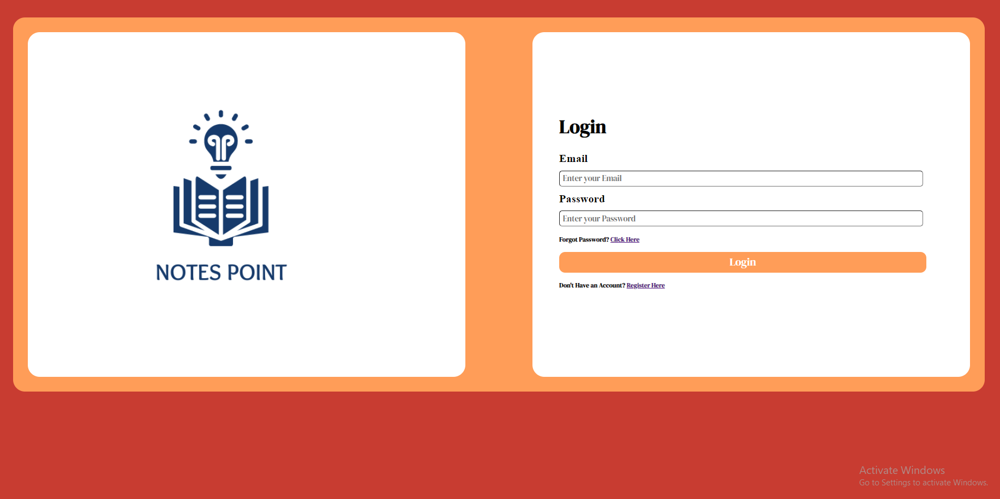 NOTES POINT
Login
Email
Enter your Email
Password
Enter your Password
Forgot Password? Click Here
Login
Don't Have an Account? Register Here
Activate Windows
Go to Settings to activate Windows.